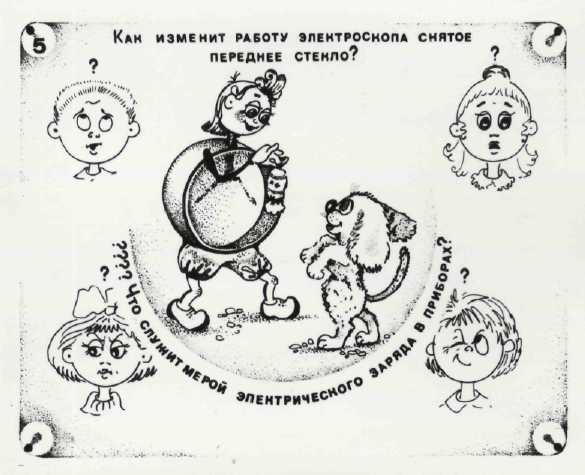 5
Как изменит работу электроскопа снятое
переднее стекло?
?
?
¿¿¿¿ Что служит мерой электрического заряда в приборах?
?
?